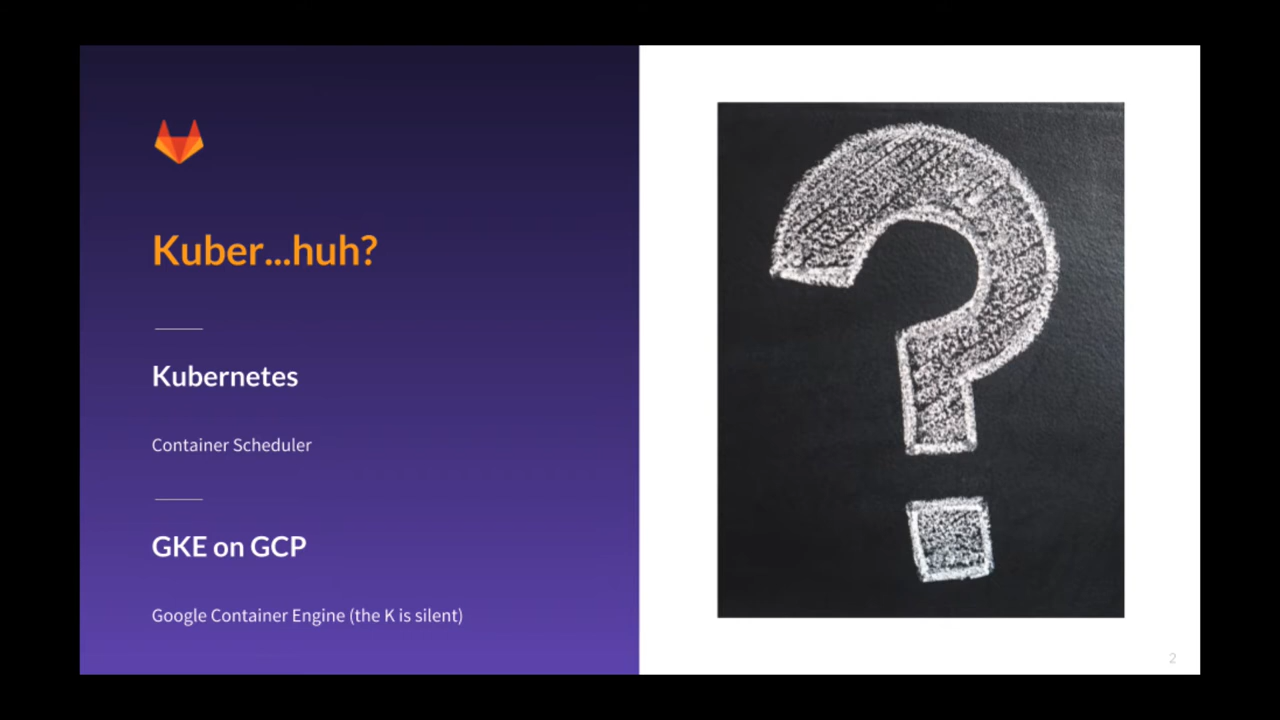 Kuber...huh?
Kubernetes
Container Scheduler
GKE on GCP
Google Container Engine (the K is silent)
2